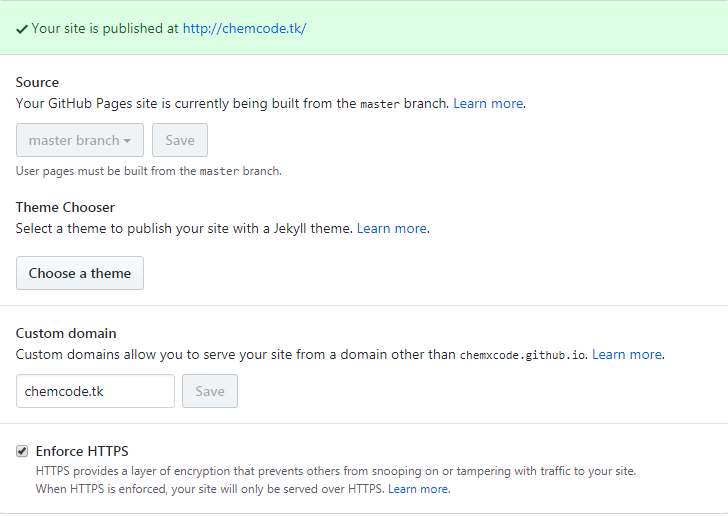 Your site is published at http://chemcode.tk/
Source
Your GitHub Pages site is currently being built from the master branch. Learn more.
master branch Save
User pages must be built from the master branch.
Theme Chooser
Select a theme to publish your site with a Jekyll theme. Learn more.
Choose a theme
Custom domain
Custom domains allow you to serve your site from a domain other than chemxcode.github.io. Learn more.
chemcode.tk Save
Enforce HTTPS
HTTPS provides a layer of encryption that prevents others from snooping on or tampering with traffic to your site.
When HTTPS is enforced, your site will only be served over HTTPS. Learn more.